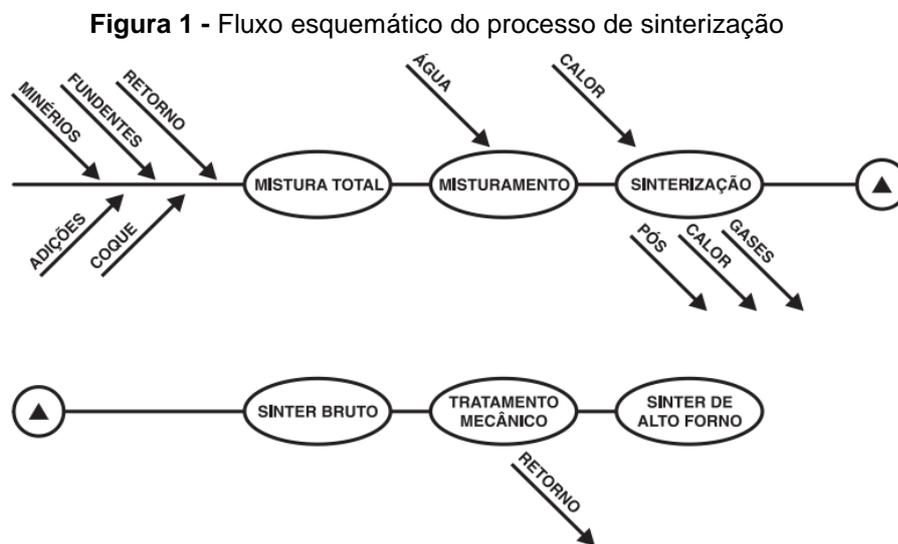 Figura 1 - Fluxo esquemático do processo de sinterização
MINÉRIOS
FUNDENTES
RETORNO
ÁGUA
CALOR
MISTURA TOTAL
MISTURAMENTO
SINTERIZAÇÃO
ADIÇÕES
COQUE
PÓS
CALOR
GASES
SINTER BRUTO
TRATAMENTO
MECÂNICO
SINTER DE
ALTO FORNO
RETORNO